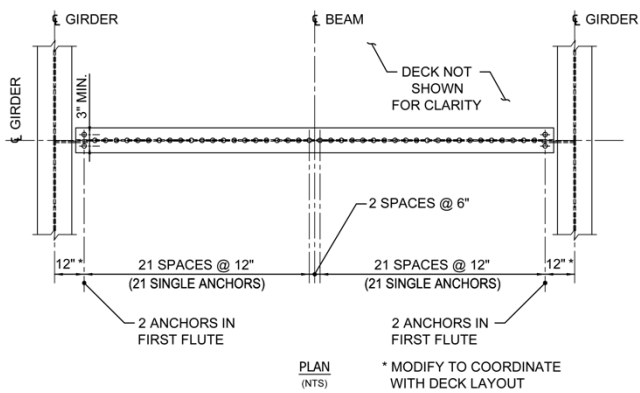 ℄ GIRDER
℄ BEAM
℄ GIRDER
℄ GIRDER
3" MIN.
DECK NOT
SHOWN
FOR CLARITY
2 SPACES @ 6"
12" *
21 SPACES @ 12"
(21 SINGLE ANCHORS)
21 SPACES @ 12"
(21 SINGLE ANCHORS)
12" *
2 ANCHORS IN
FIRST FLUTE
2 ANCHORS IN
FIRST FLUTE
PLAN
(NTS)
* MODIFY TO COORDINATE
WITH DECK LAYOUT